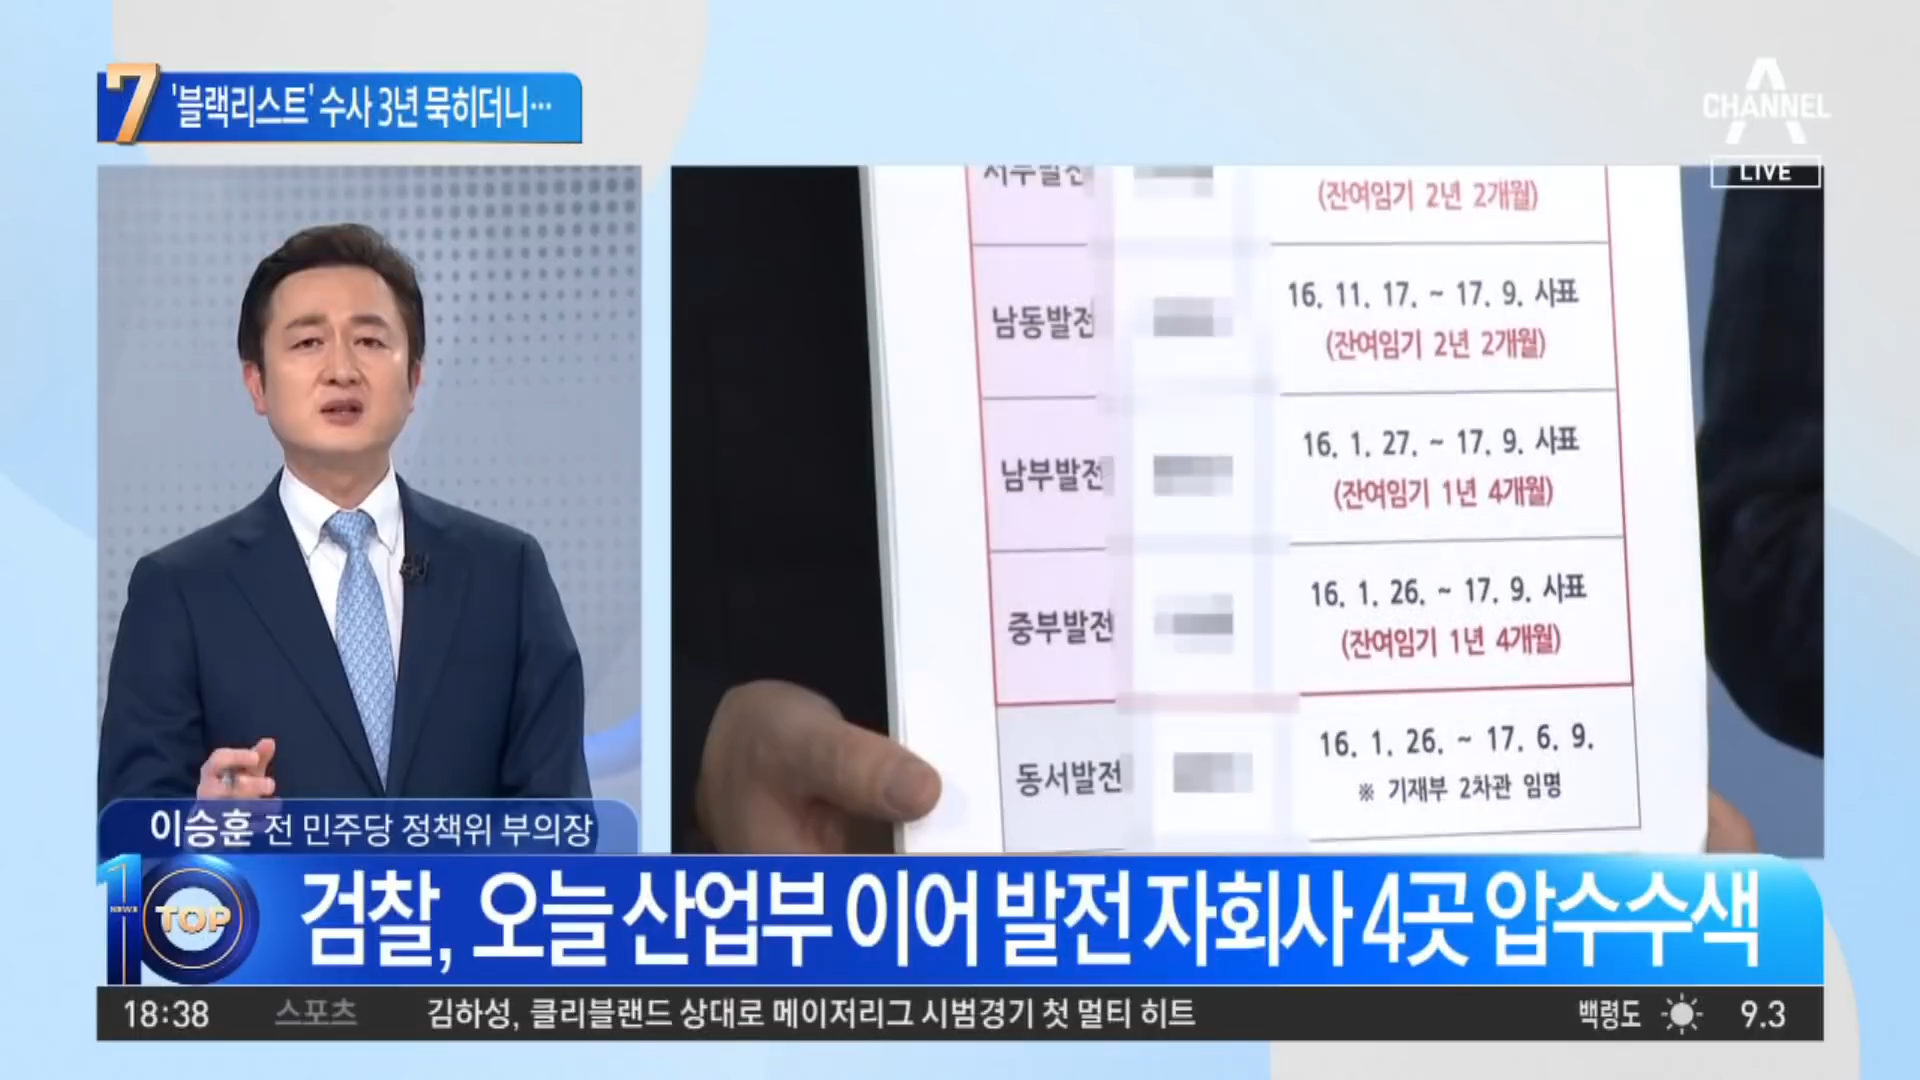 7 '블랙리스트' 수사 3년 묵히더니…
CHANNEL A
LIVE
서부발전
(잔여임기 2년 2개월)
남동발전
16. 11. 17. ~ 17. 9. 사표
(잔여임기 2년 2개월)
남부발전
16. 1. 27. ~ 17. 9. 사표
(잔여임기 1년 4개월)
중부발전
16. 1. 26. ~ 17. 9. 사표
(잔여임기 1년 4개월)
동서발전
16. 1. 26. ~ 17. 6. 9.
※ 기재부 2차관 임명
이승훈 전 민주당 정책위 부의장
NEWS TOP 10
검찰, 오늘 산업부 이어 발전 자회사 4곳 압수수색
18:38 스포츠 김하성, 클리블랜드 상대로 메이저리그 시범경기 첫 멀티 히트 백령도 9.3